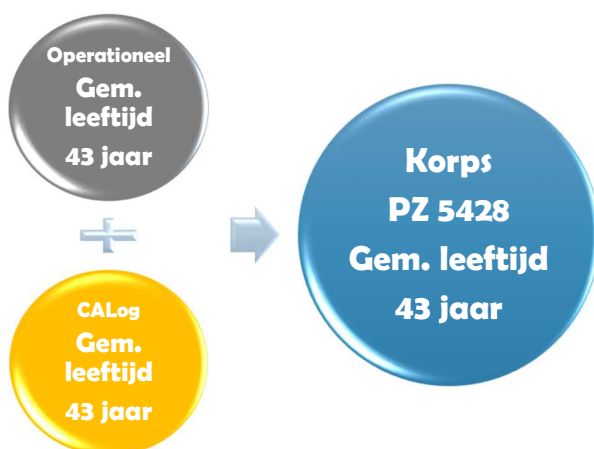 Operationeel
Gem.
leeftijd
43 jaar
CALog
Gem.
leeftijd
43 jaar
Korps
PZ 5428
Gem. leeftijd
43 jaar